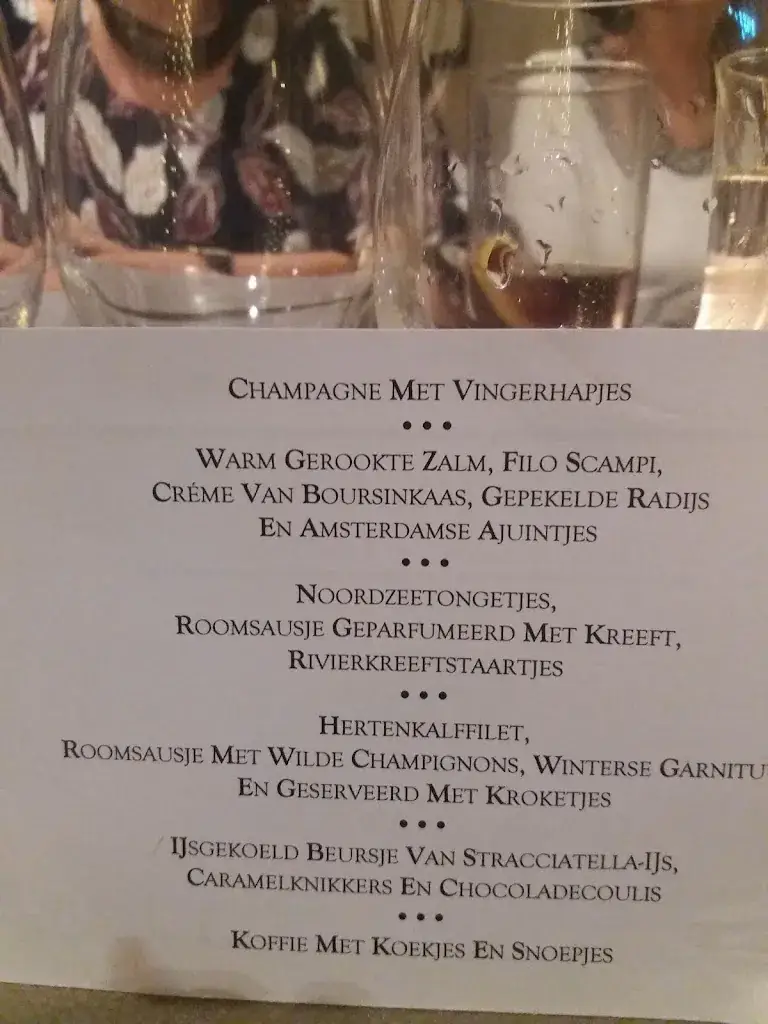 Champagne Met Vingerhapjes
• • •
Warm Gerookte Zalm, Filo Scampi,
Créme Van Boursinkaas, Gepekelde Radijs
En Amsterdamse Ajuintjes
• • •
Noordzeetongetjes,
Roomsausje Geparfumeerd Met Kreeft,
Rivierkreeftstaartjes
• • •
Hertenkalffilet,
Roomsausje Met Wilde Champignons, Winterse
En Geserveerd Met Kroketjes
• • •
IJsgekoeld Beursje Van Stracciatella-IJs,
Caramelknikkers En Chocoladecoulis
• • •
Koffie Met Koekjes En Snoepjes